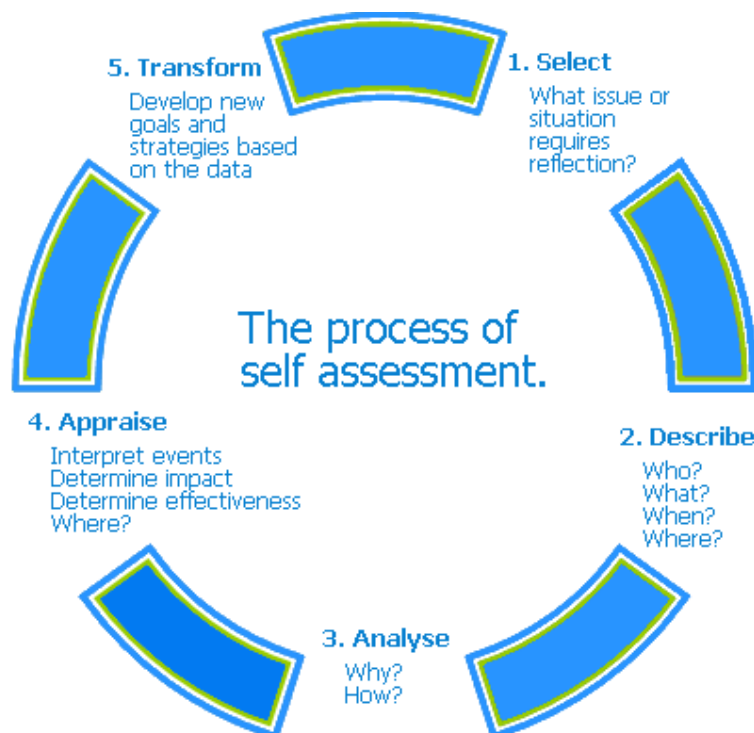 The process of
self assessment.
1. Select
What issue or
situation
requires
reflection?
2. Describe
Who?
What?
When?
Where?
3. Analyse
Why?
How?
4. Appraise
Interpret events
Determine impact
Determine effectiveness
Where?
5. Transform
Develop new
goals and
strategies based
on the data